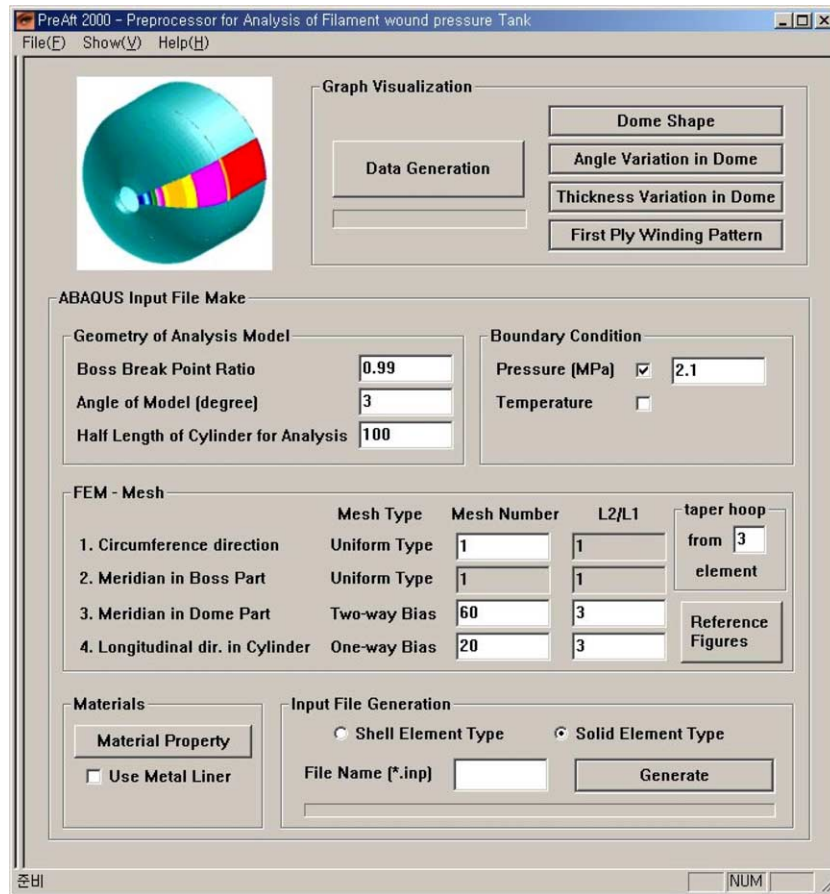 PreAft 2000 - Preprocessor for Analysis of Filament wound pressure Tank
File(F) Show(V) Help(H)
Graph Visualization
Data Generation
Dome Shape
Angle Variation in Dome
Thickness Variation in Dome
First Ply Winding Pattern
ABAQUS Input File Make
Geometry of Analysis Model
Boss Break Point Ratio 0.99
Angle of Model (degree) 3
Half Length of Cylinder for Analysis 100
Boundary Condition
Pressure (MPa) 2.1
Temperature
FEM - Mesh
Mesh Type Mesh Number L2/L1
1. Circumference direction Uniform Type 1 1
2. Meridian in Boss Part Uniform Type 1 1
3. Meridian in Dome Part Two-way Bias 60 3
4. Longitudinal dir. in Cylinder One-way Bias 20 3
taper hoop
from 3
element
Reference
Figures
Materials
Material Property
Use Metal Liner
Input File Generation
Shell Element Type Solid Element Type
File Name (*.inp) Generate
준비 NUM